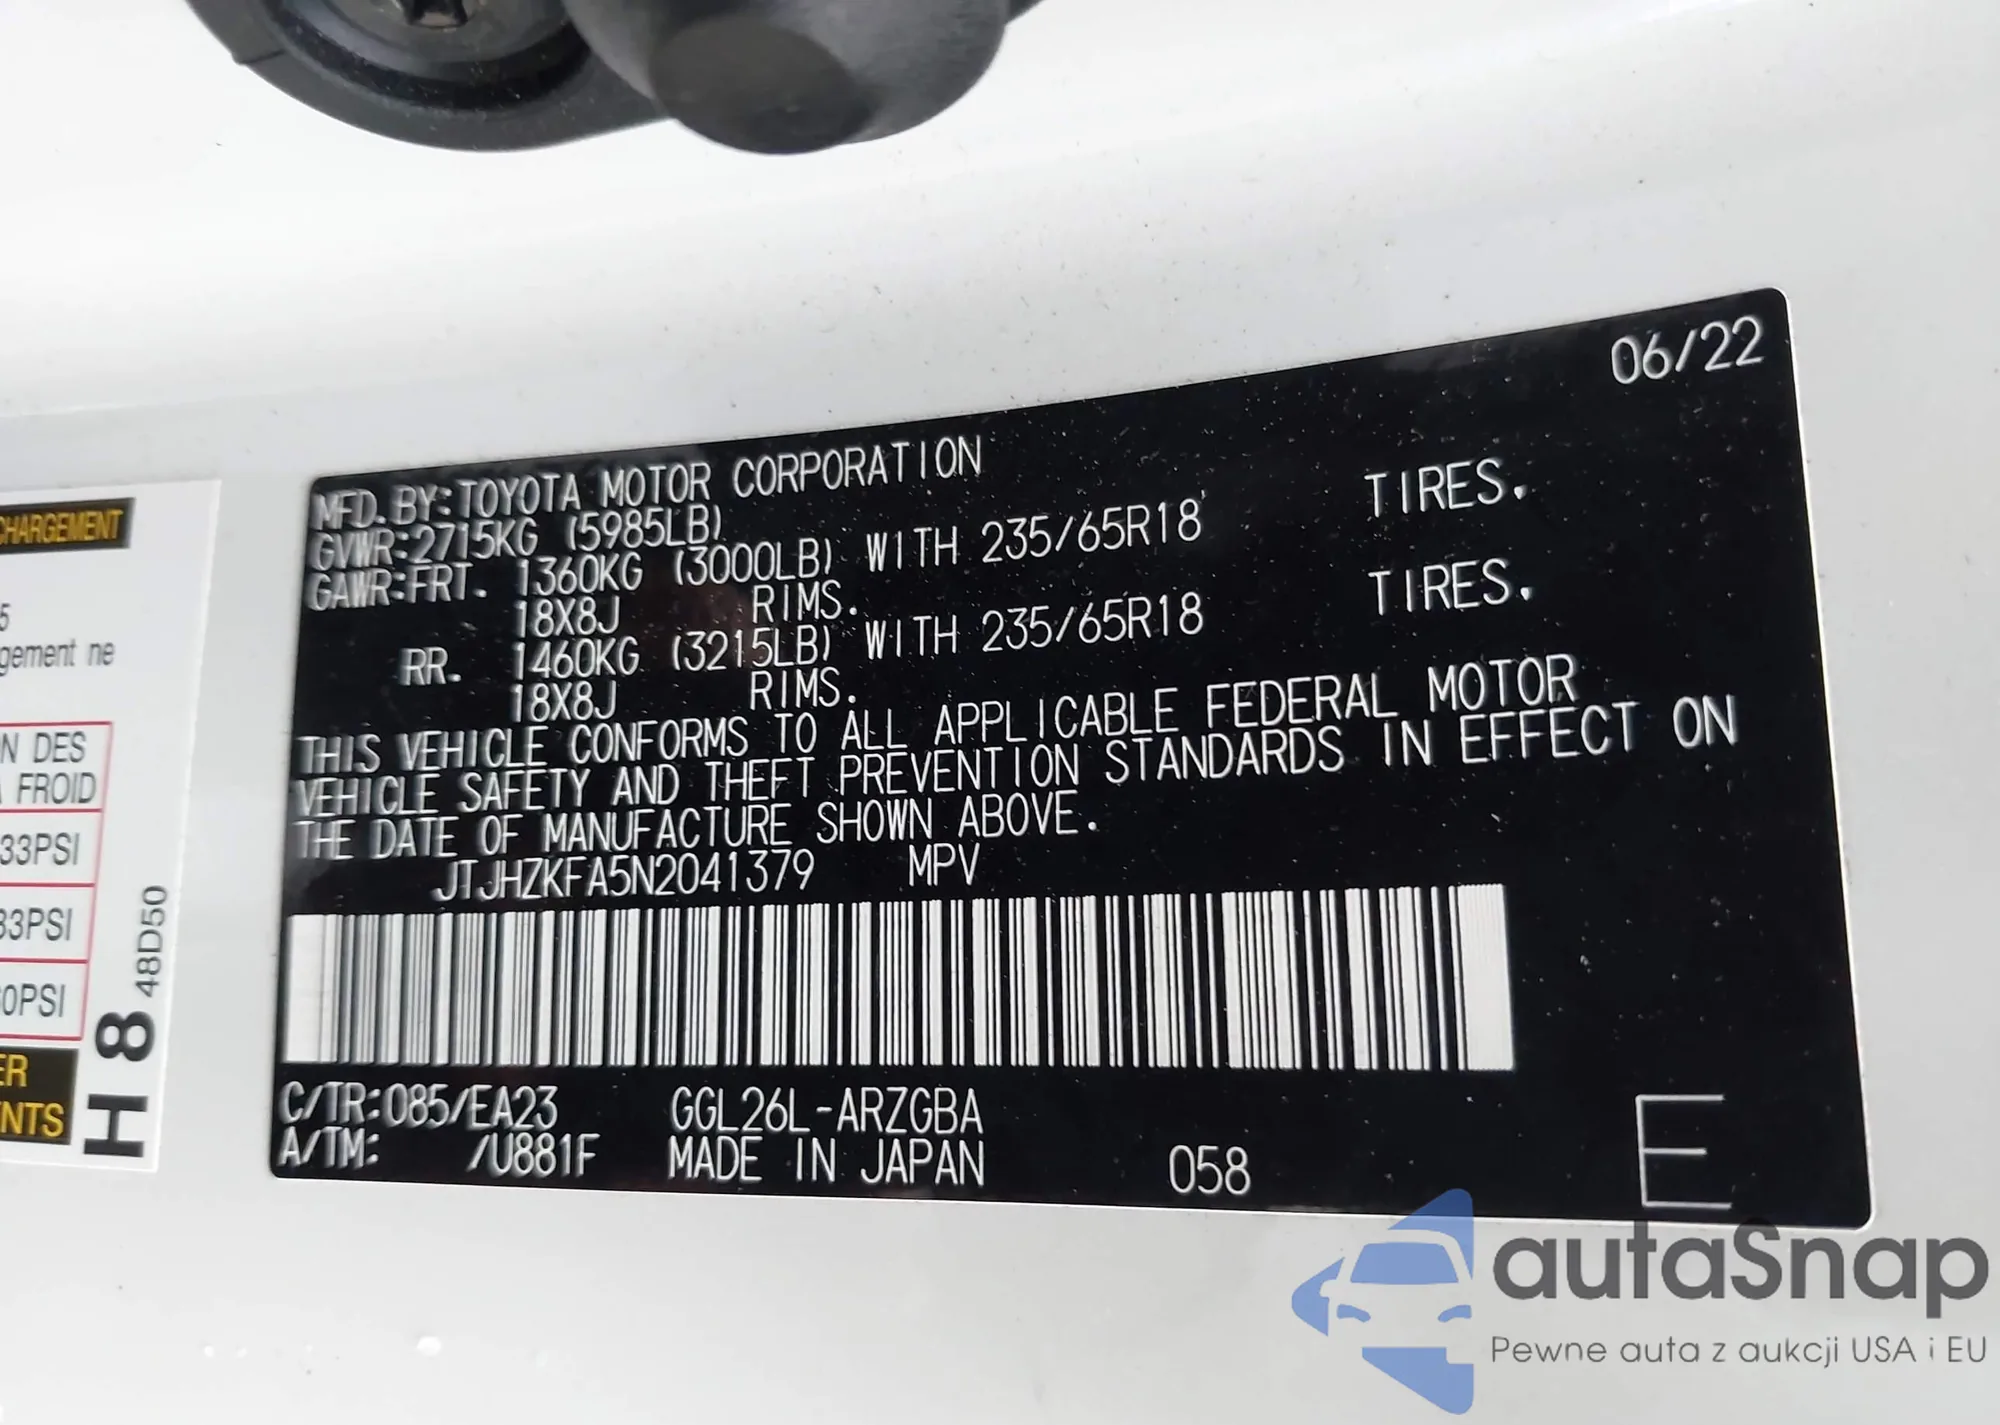 06/22
MFD. BY: TOYOTA MOTOR CORPORATION
GVWR: 2715KG (5985LB)
GAWR: FRT. 1360KG (3000LB) WITH 235/65R18 TIRES.
18X8J RIMS.
RR. 1460KG (3215LB) WITH 235/65R18 TIRES.
18X8J RIMS.
THIS VEHICLE CONFORMS TO ALL APPLICABLE FEDERAL MOTOR
VEHICLE SAFETY AND THEFT PREVENTION STANDARDS IN EFFECT ON
THE DATE OF MANUFACTURE SHOWN ABOVE.
JTJHZKFA5N2041379 MPV
C/TR: 085/EA23 GGL26L-ARZGBA
A/TM: /U881F MADE IN JAPAN 058 E
CHARGEMENT
5
gement ne
N DES
A FROID
33PSI
33PSI
60PSI
ER
NTS
H8
48D50
autaSnap
Pewne auta z aukcji USA i EU